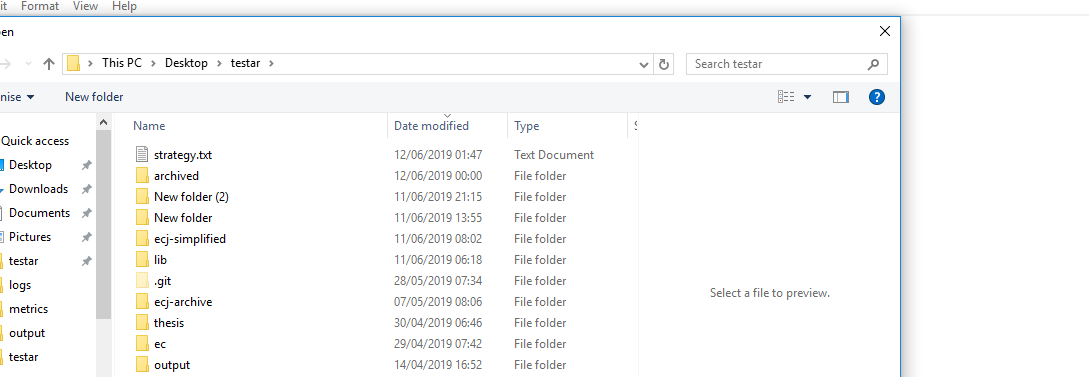 it Format View Help
en
This PC Desktop testar Search testar
nise New folder
Name Date modified Type S
Quick access
Desktop
Downloads
Documents
Pictures
testar
logs
metrics
output
testar
strategy.txt 12/06/2019 01:47 Text Document
archived 12/06/2019 00:00 File folder
New folder (2) 11/06/2019 21:15 File folder
New folder 11/06/2019 13:55 File folder
ecj-simplified 11/06/2019 08:02 File folder
lib 11/06/2019 06:18 File folder
.git 28/05/2019 07:34 File folder
ecj-archive 07/05/2019 08:06 File folder
thesis 30/04/2019 06:46 File folder
ec 29/04/2019 07:42 File folder
output 14/04/2019 16:52 File folder
Select a file to preview.